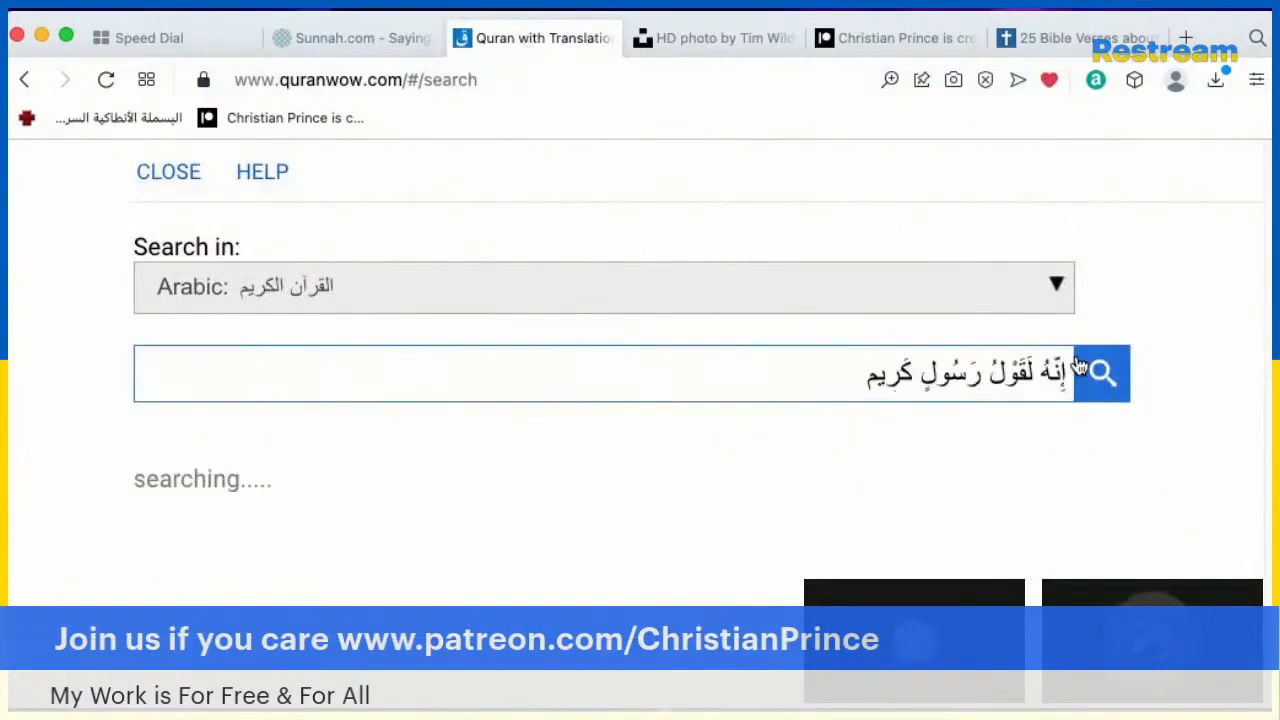 Speed Dial
Sunnah.com - Saying
Quran with Translatio
HD photo by Tim Wild
Christian Prince is cre
25 Bible Verses abou
Restream
www.quranwow.com/#/search
البسملة الأنطاكية السر...
Christian Prince is c...
CLOSE HELP
Search in:
Arabic: القرآن الكريم
إِنَّهُ لَقَوْلُ رَسُولٍ كَرِيم
searching.....
Join us if you care www.patreon.com/ChristianPrince
My Work is For Free & For All